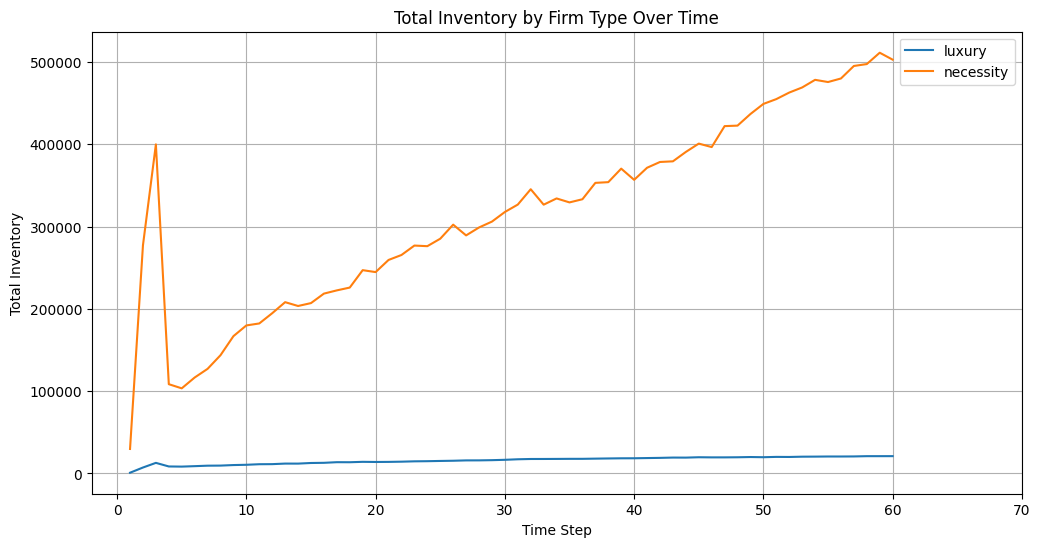 Total Inventory by Firm Type Over Time
luxury
necessity
Total Inventory
500000
400000
300000
200000
100000
0
0 10 20 30 40 50 60 70
Time Step